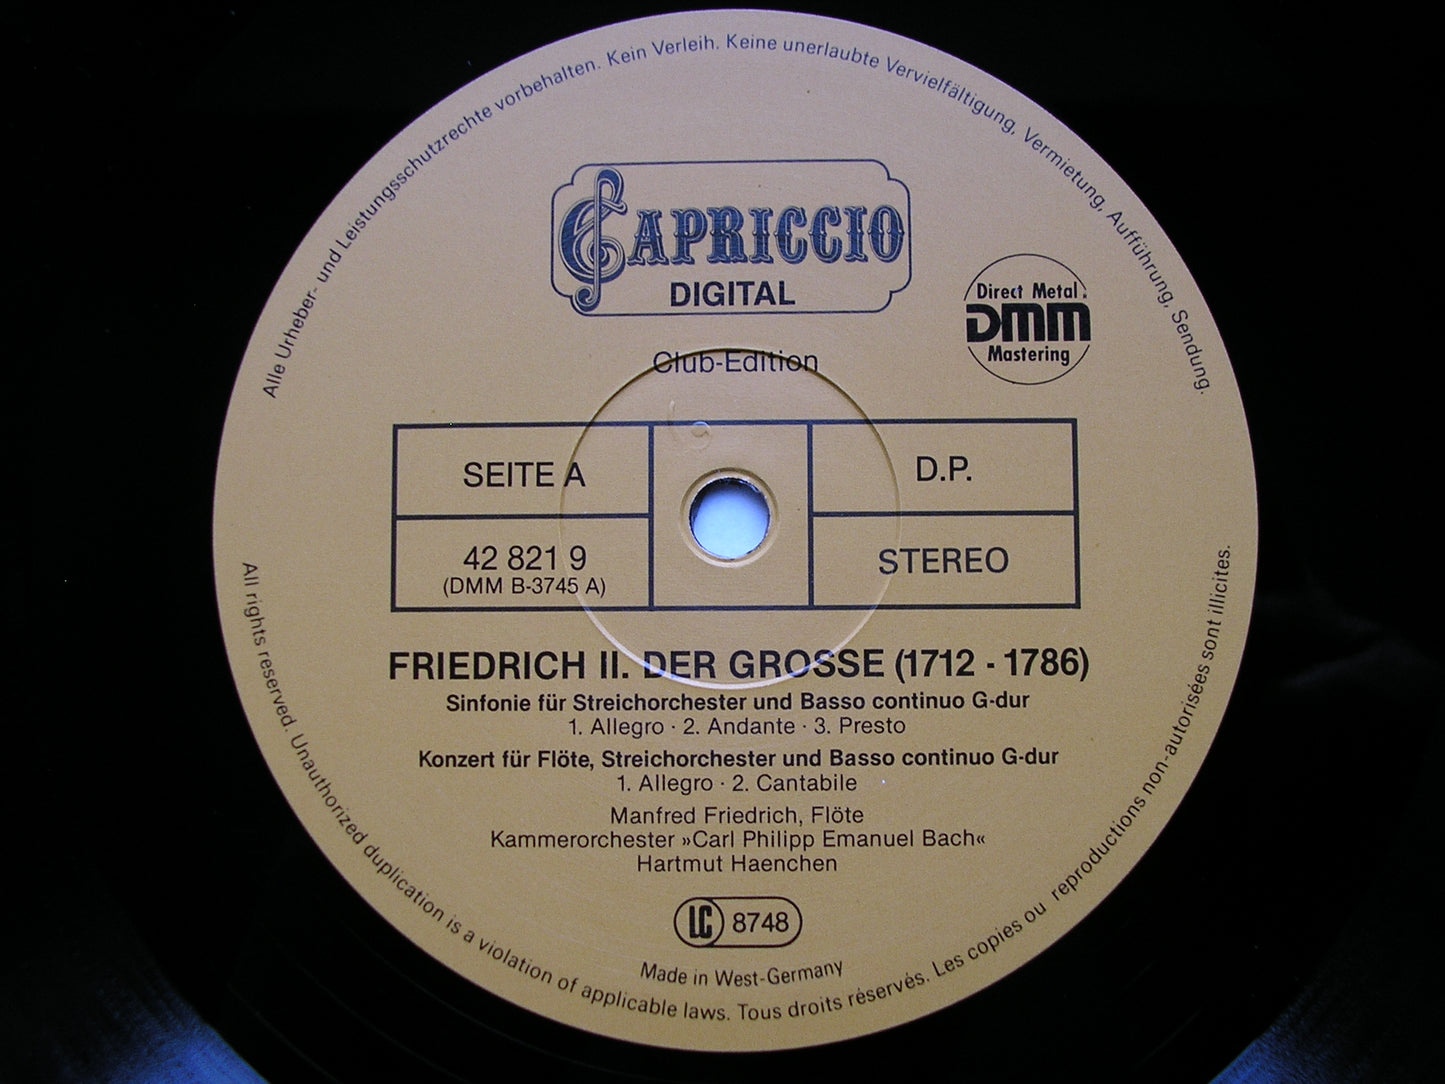 Alle Urheber- und Leistungsschutzrechte vorbehalten. Kein Verleih. Keine unerlaubte Vervielfältigung, Vermietung, Aufführung, Sendung.
CAPRICCIO
DIGITAL
Direct Metal
DMM
Mastering
Club-Edition
SEITE A
D.P.
42 821 9
(DMM B-3745 A)
STEREO
FRIEDRICH II. DER GROSSE (1712 - 1786)
Sinfonie für Streichorchester und Basso continuo G-dur
1. Allegro · 2. Andante · 3. Presto
Konzert für Flöte, Streichorchester und Basso continuo G-dur
1. Allegro · 2. Cantabile
Manfred Friedrich, Flöte
Kammerorchester »Carl Philipp Emanuel Bach«
Hartmut Haenchen
LC 8748
Made in West-Germany
All rights reserved. Unauthorized duplication is a violation of applicable laws. Tous droits réservés. Les copies ou reproductions non-autorisées sont illicites.